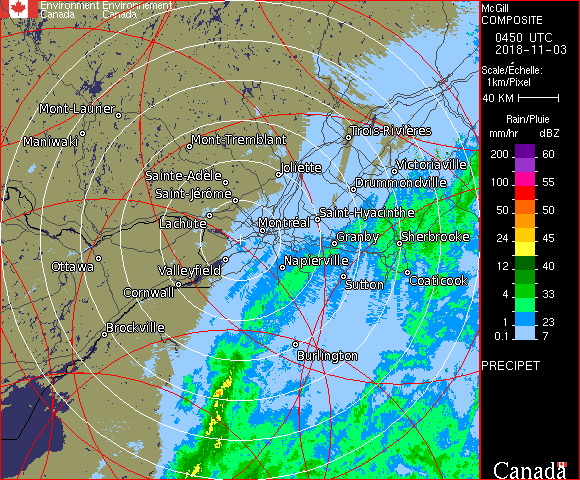 Environment Environnement
Canada Canada
McGill
COMPOSITE
0450 UTC
2018-11-03
Scale/Échelle:
1km/Pixel
40 KM
Rain/Pluie
mm/hr dBZ
200 60
100 55
50 50
24 45
12 40
4 33
1 23
0.1 7
PRECIPET
Canada
Mont-Laurier
Maniwaki
Mont-Tremblant
Trois-Rivières
Joliette
Victoriaville
Sainte-Adèle
Drummondville
Saint-Jérôme
Lachute
Montréal
Saint-Hyacinthe
Granby
Sherbrooke
Ottawa
Valleyfield
Napierville
Cornwall
Sutton
Coaticook
Brockville
Burlington